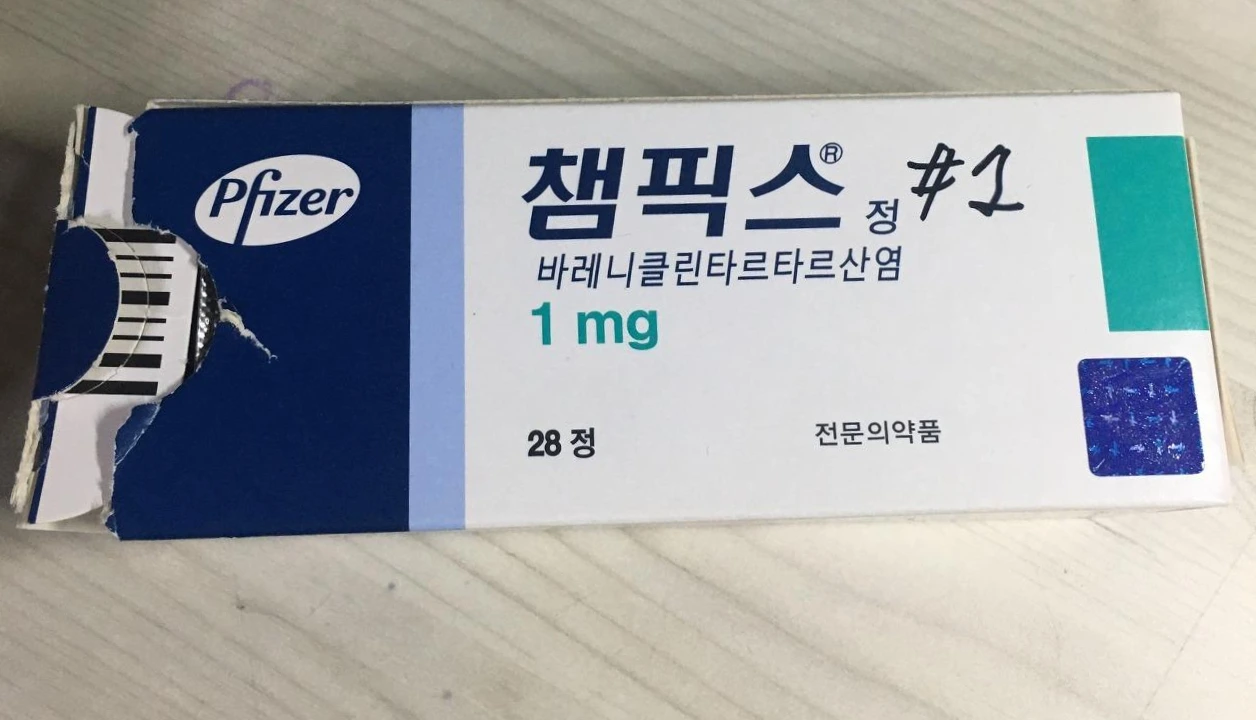 Pfizer
챔픽스® 정 #1
바레니클린타르타르산염
1 mg
28 정 전문의약품